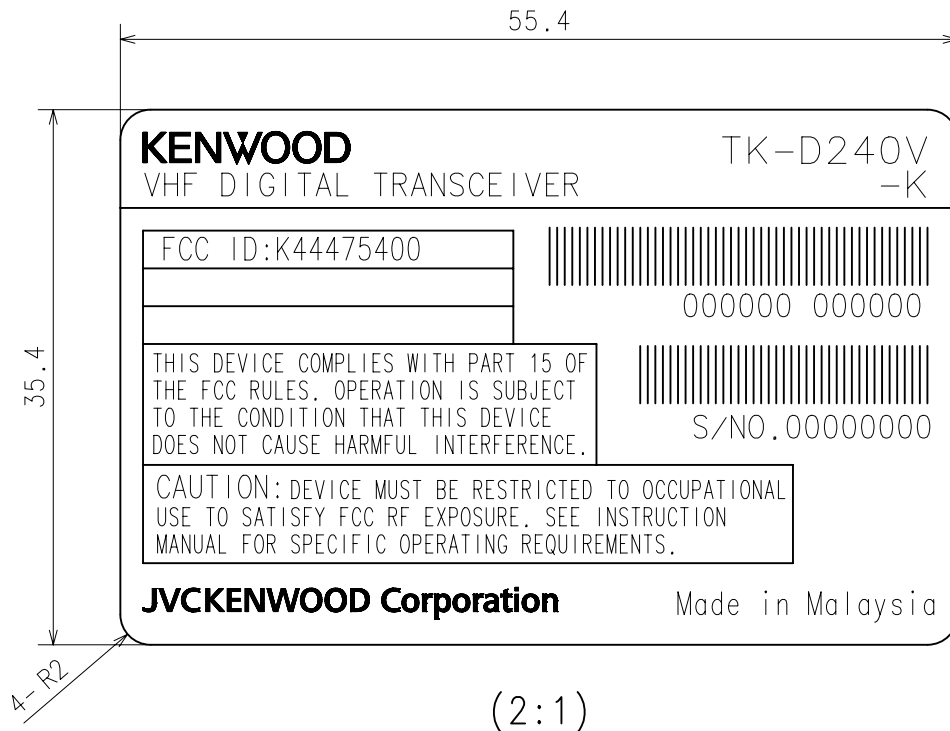 55.4
KENWOOD
TK-D240V
VHF DIGITAL TRANSCEIVER
-K
FCC ID:K44475400
000000 000000
35.4
THIS DEVICE COMPLIES WITH PART 15 OF
THE FCC RULES. OPERATION IS SUBJECT
TO THE CONDITION THAT THIS DEVICE
DOES NOT CAUSE HARMFUL INTERFERENCE.
S/NO.00000000
CAUTION: DEVICE MUST BE RESTRICTED TO OCCUPATIONAL
USE TO SATISFY FCC RF EXPOSURE. SEE INSTRUCTION
MANUAL FOR SPECIFIC OPERATING REQUIREMENTS.
JVCKENWOOD Corporation
Made in Malaysia
4-R2
(2:1)